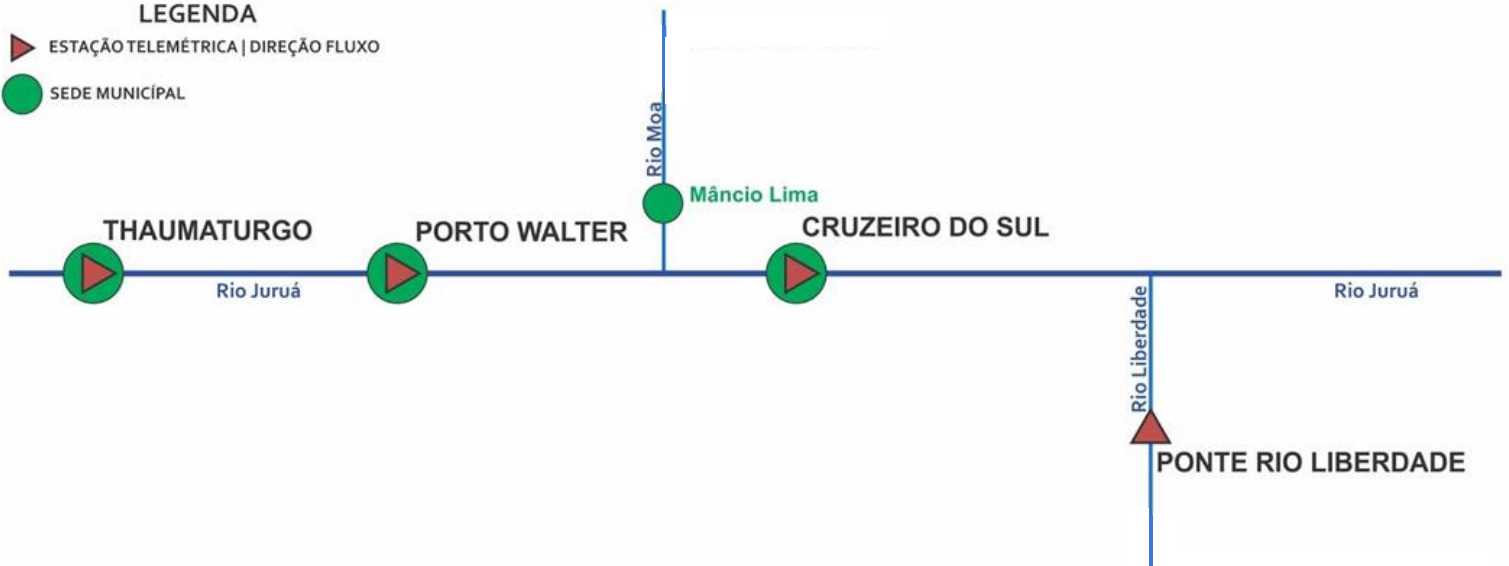 LEGENDA
ESTAÇÃO TELEMÉTRICA | DIREÇÃO FLUXO
SEDE MUNICÍPAL
Rio Moa
Mâncio Lima
THAUMATURGO
PORTO WALTER
CRUZEIRO DO SUL
Rio Juruá
Rio Juruá
Rio Liberdade
PONTE RIO LIBERDADE